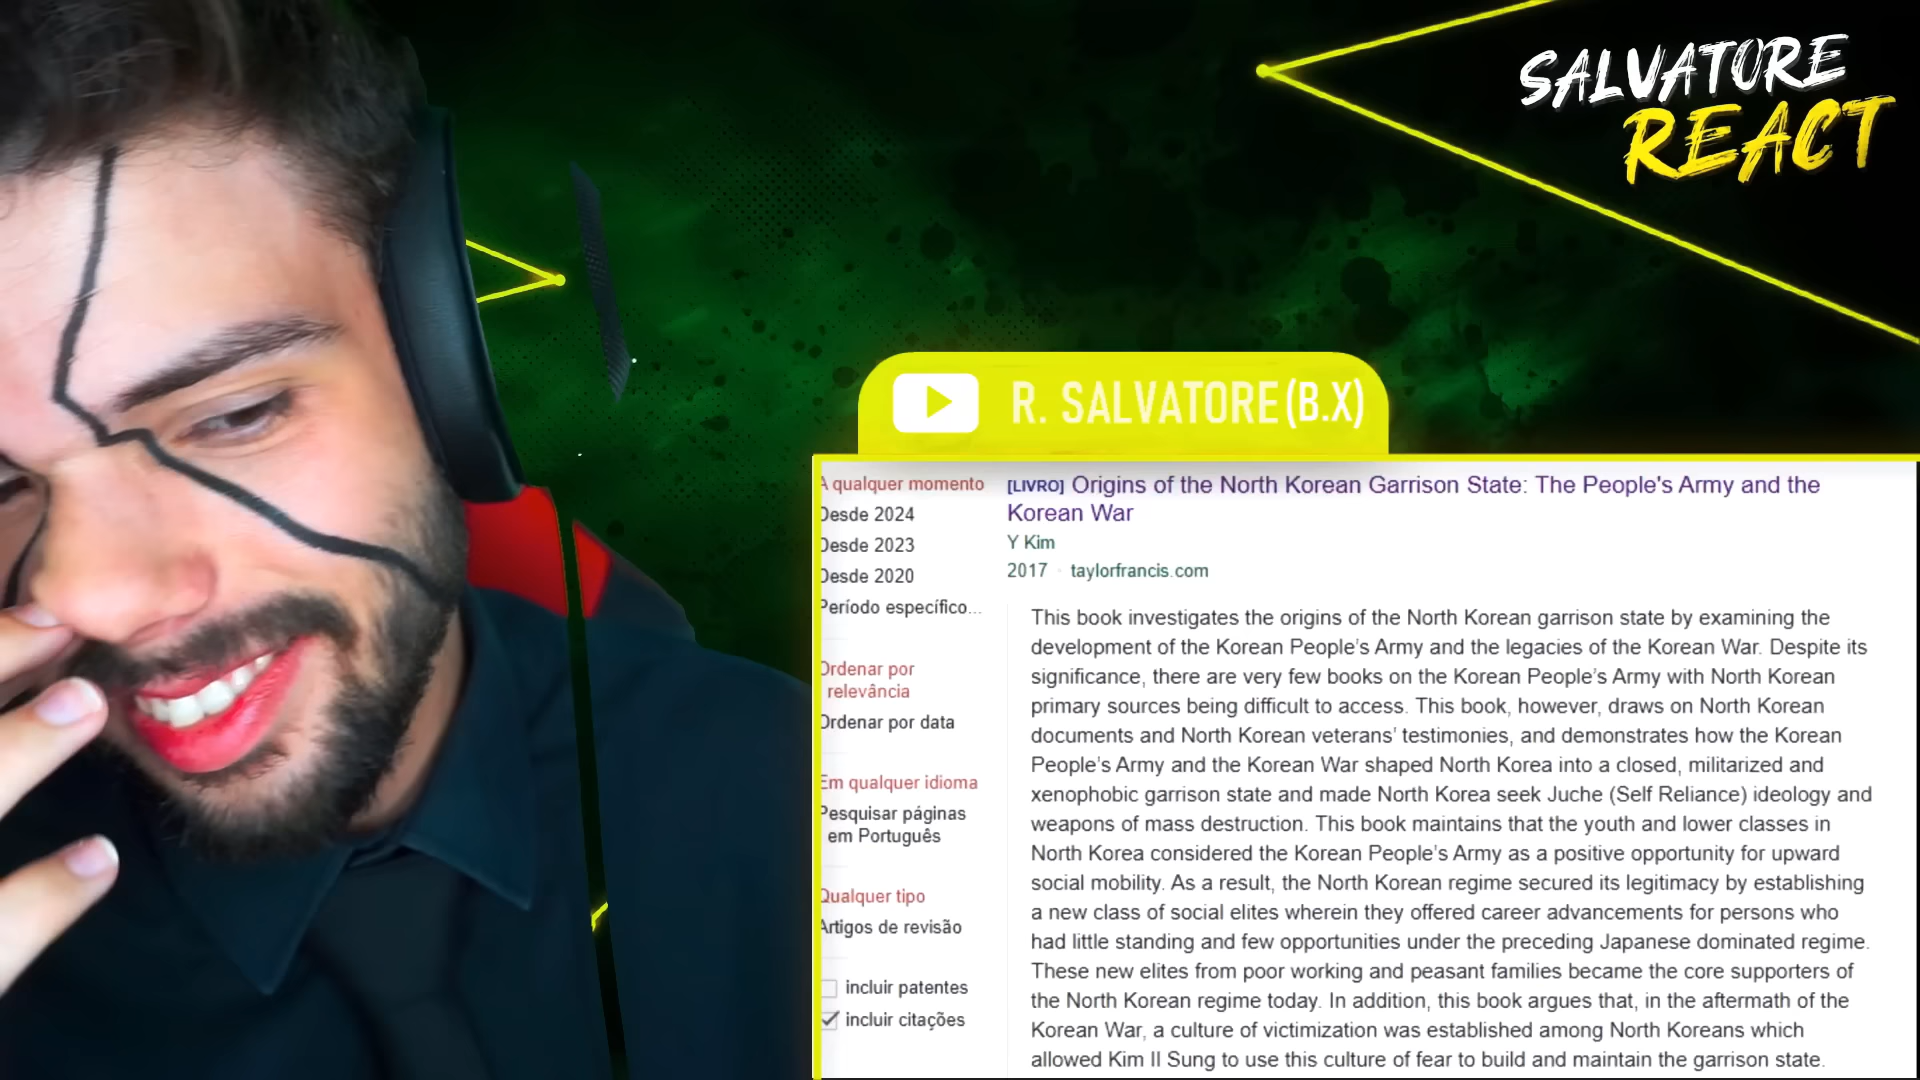 SALVATORE
REACT
R. SALVATORE(B.X)
A qualquer momento
Desde 2024
Desde 2023
Desde 2020
Período específico...
Ordenar por
relevância
Ordenar por data
Em qualquer idioma
Pesquisar páginas
em Português
Qualquer tipo
Artigos de revisão
incluir patentes
incluir citações
[LIVRO] Origins of the North Korean Garrison State: The People's Army and the
Korean War
Y Kim
2017 · taylorfrancis.com
This book investigates the origins of the North Korean garrison state by examining the
development of the Korean People’s Army and the legacies of the Korean War. Despite its
significance, there are very few books on the Korean People’s Army with North Korean
primary sources being difficult to access. This book, however, draws on North Korean
documents and North Korean veterans’ testimonies, and demonstrates how the Korean
People’s Army and the Korean War shaped North Korea into a closed, militarized and
xenophobic garrison state and made North Korea seek Juche (Self Reliance) ideology and
weapons of mass destruction. This book maintains that the youth and lower classes in
North Korea considered the Korean People’s Army as a positive opportunity for upward
social mobility. As a result, the North Korean regime secured its legitimacy by establishing
a new class of social elites wherein they offered career advancements for persons who
had little standing and few opportunities under the preceding Japanese dominated regime.
These new elites from poor working and peasant families became the core supporters of
the North Korean regime today. In addition, this book argues that, in the aftermath of the
Korean War, a culture of victimization was established among North Koreans which
allowed Kim Il Sung to use this culture of fear to build and maintain the garrison state.